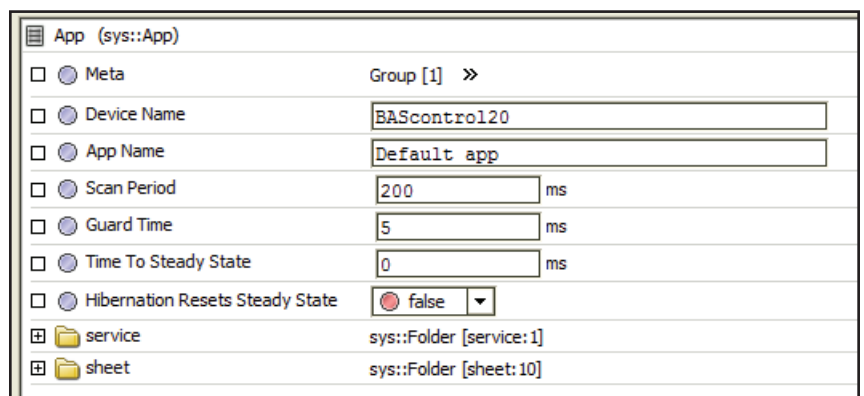 App (sys::App)
Meta Group [1] »
Device Name BAScontrol20
App Name Default app
Scan Period 200 ms
Guard Time 5 ms
Time To Steady State 0 ms
Hibernation Resets Steady State false
service sys::Folder [service:1]
sheet sys::Folder [sheet:10]